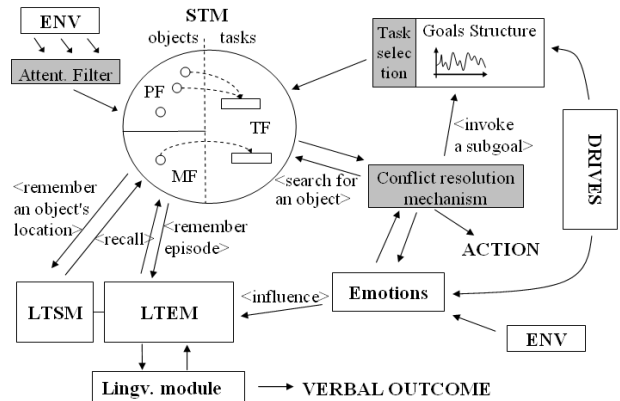 ENV
STM
objects
tasks
Attent. Filter
PF
TF
MF
Task
selec
tion
Goals Structure
<invoke
a subgoal>
DRIVES
<remember
an object's
location>
<recall>
<remember
episode>
<search for
an object>
Conflict resolution
mechanism
ACTION
LTSM
LTEM
<influence>
Emotions
ENV
Lingv. module
VERBAL OUTCOME